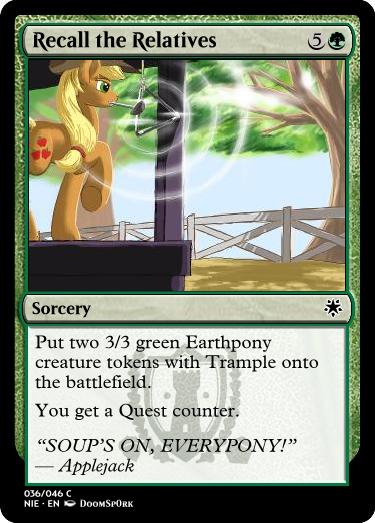 Recall the Relatives 5
Sorcery
Put two 3/3 green Earthpony
creature tokens with Trample onto
the battlefield.
You get a Quest counter.
“SOUP'S ON, EVERYPONY!”
— Applejack
036/046 C
NIE • EN DoomSp0rk